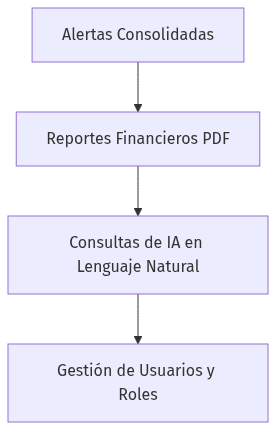 Alertas Consolidadas
Reportes Financieros PDF
Consultas de IA en
Lenguaje Natural
Gestión de Usuarios y
Roles